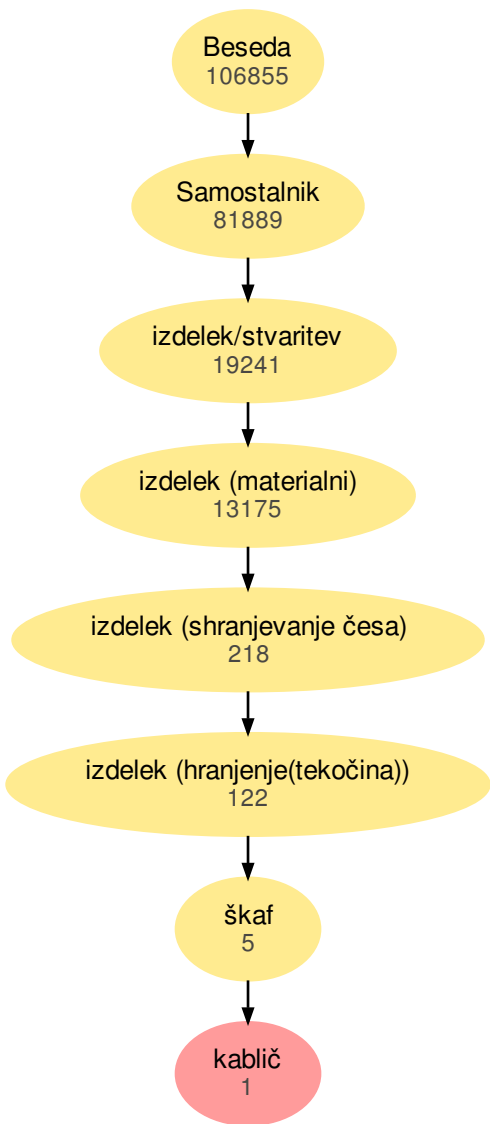 Beseda
106855
Samostalnik
81889
izdelek/stvaritev
19241
izdelek (materialni)
13175
izdelek (shranjevanje česa)
218
izdelek (hranjenje(tekočina))
122
škaf
5
kablič
1